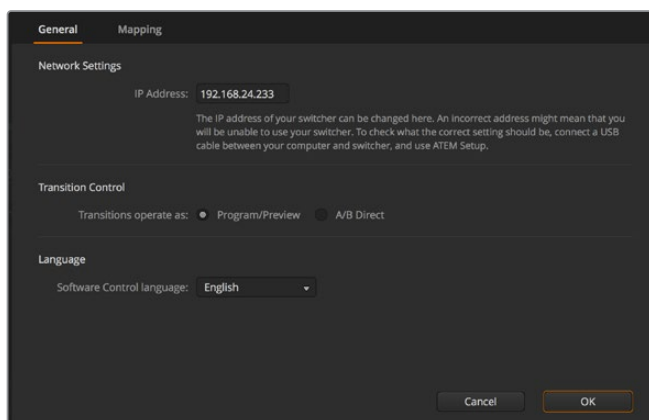 General Mapping
Network Settings
IP Address: 192.168.24.233
The IP address of your switcher can be changed here. An incorrect address might mean that you
will be unable to use your switcher. To check what the correct setting should be, connect a USB
cable between your computer and switcher, and use ATEM Setup.
Transition Control
Transitions operate as: Program/Preview A/B Direct
Language
Software Control language: English
Cancel OK